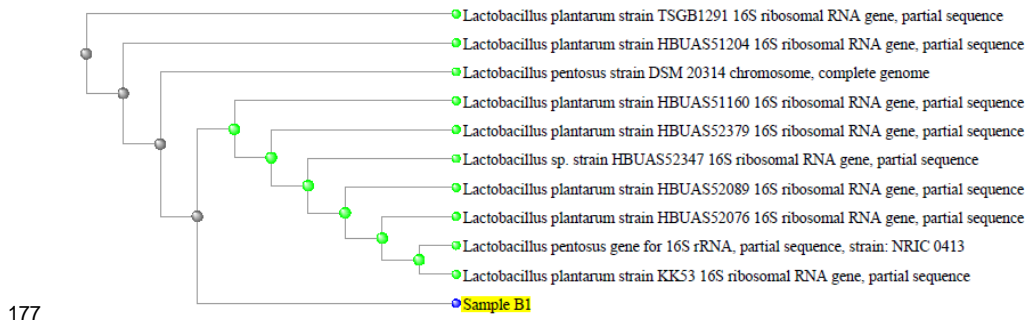 Lactobacillus plantarum strain TSGB1291 16S ribosomal RNA gene, partial sequence
Lactobacillus plantarum strain HBUAS51204 16S ribosomal RNA gene, partial sequence
Lactobacillus pentosus strain DSM 20314 chromosome, complete genome
Lactobacillus plantarum strain HBUAS51160 16S ribosomal RNA gene, partial sequence
Lactobacillus plantarum strain HBUAS52379 16S ribosomal RNA gene, partial sequence
Lactobacillus sp. strain HBUAS52347 16S ribosomal RNA gene, partial sequence
Lactobacillus plantarum strain HBUAS52089 16S ribosomal RNA gene, partial sequence
Lactobacillus plantarum strain HBUAS52076 16S ribosomal RNA gene, partial sequence
Lactobacillus pentosus gene for 16S rRNA, partial sequence, strain: NRIC 0413
Lactobacillus plantarum strain KK53 16S ribosomal RNA gene, partial sequence
Sample B1
177